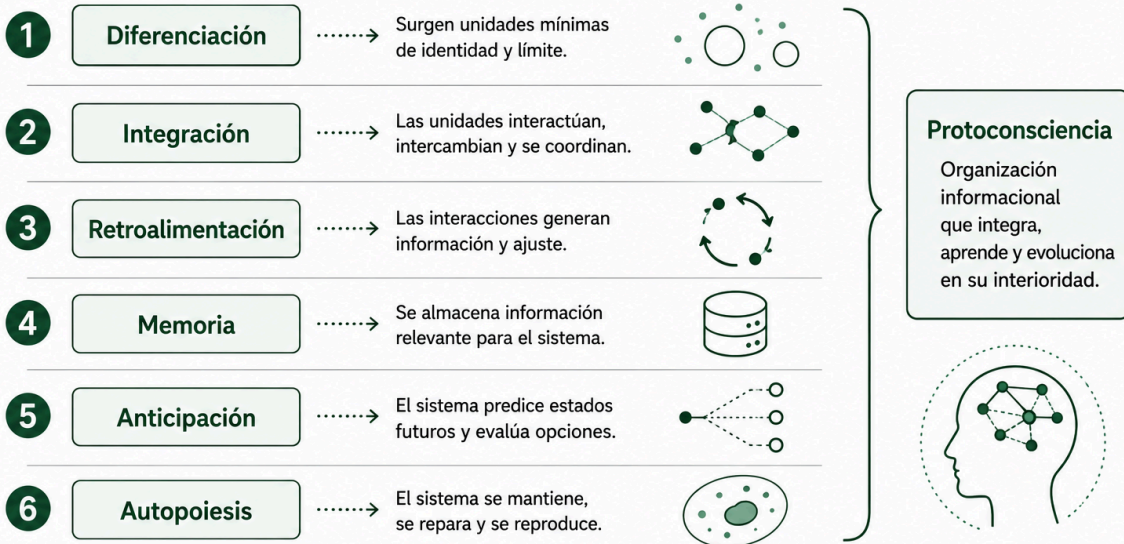 1
Diferenciación
Surgen unidades mínimas
de identidad y límite.
2
Integración
Las unidades interactúan,
intercambian y se coordinan.
3
Retroalimentación
Las interacciones generan
información y ajuste.
4
Memoria
Se almacena información
relevante para el sistema.
5
Anticipación
El sistema predice estados
futuros y evalúa opciones.
6
Autopoiesis
El sistema se mantiene,
se repara y se reproduce.
Protoconsciencia
Organización
informacional
que integra,
aprende y evoluciona
en su interioridad.